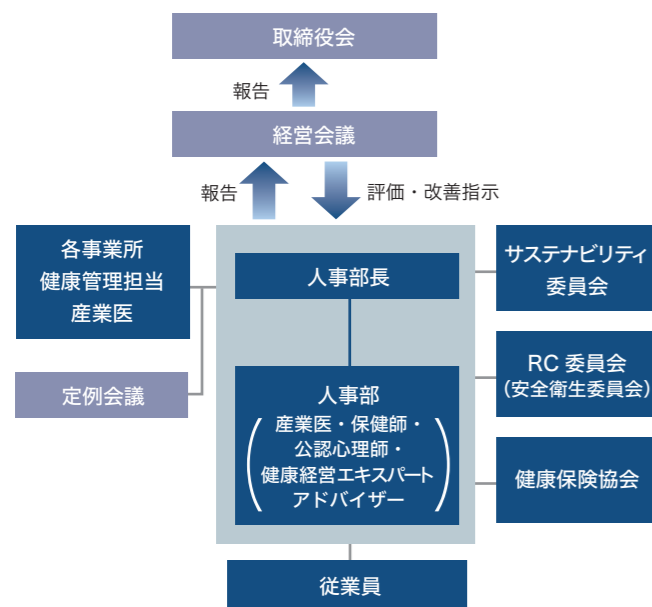 取締役会
報告
経営会議
報告
評価・改善指示
各事業所
健康管理担当
産業医
定例会議
人事部長
人事部
(産業医・保健師・
公認心理師・
健康経営エキスパート
アドバイザー)
サステナビリティ
委員会
RC 委員会
(安全衛生委員会)
健康保険協会
従業員